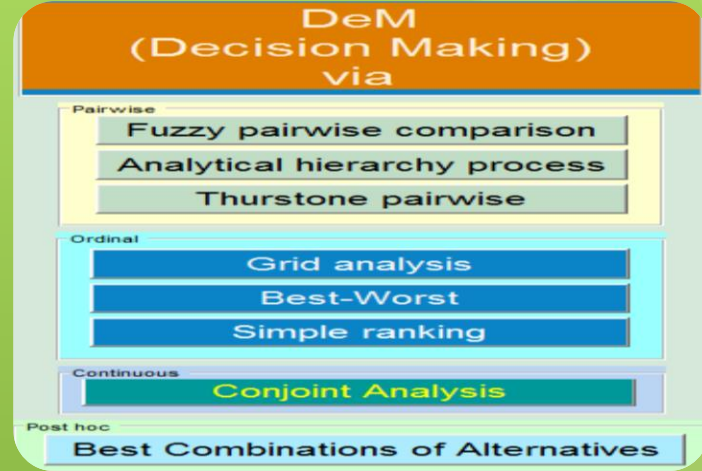 DeM
(Decision Making)
via
Pairwise
Fuzzy pairwise comparison
Analytical hierarchy process
Thurstone pairwise
Ordinal
Grid analysis
Best-Worst
Simple ranking
Continuous
Conjoint Analysis
Post hoc
Best Combinations of Alternatives